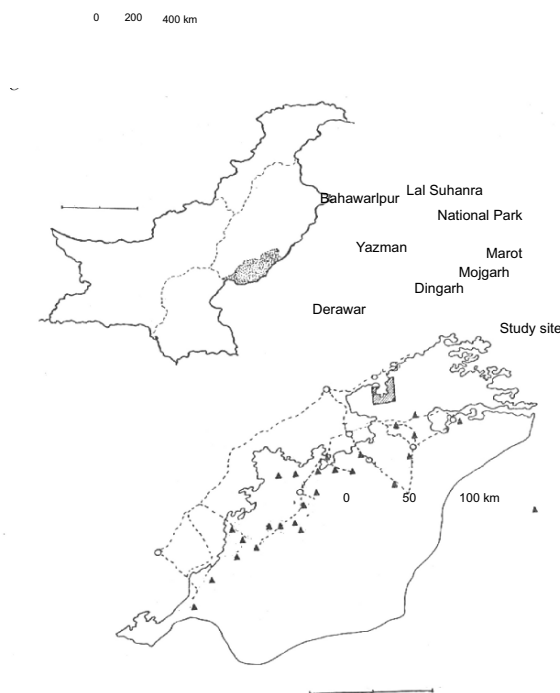 0 200 400 km
Bahawarlpur
Lal Suhanra
National Park
Yazman
Marot
Mojgarh
Dingarh
Derawar
Study site
0 50 100 km